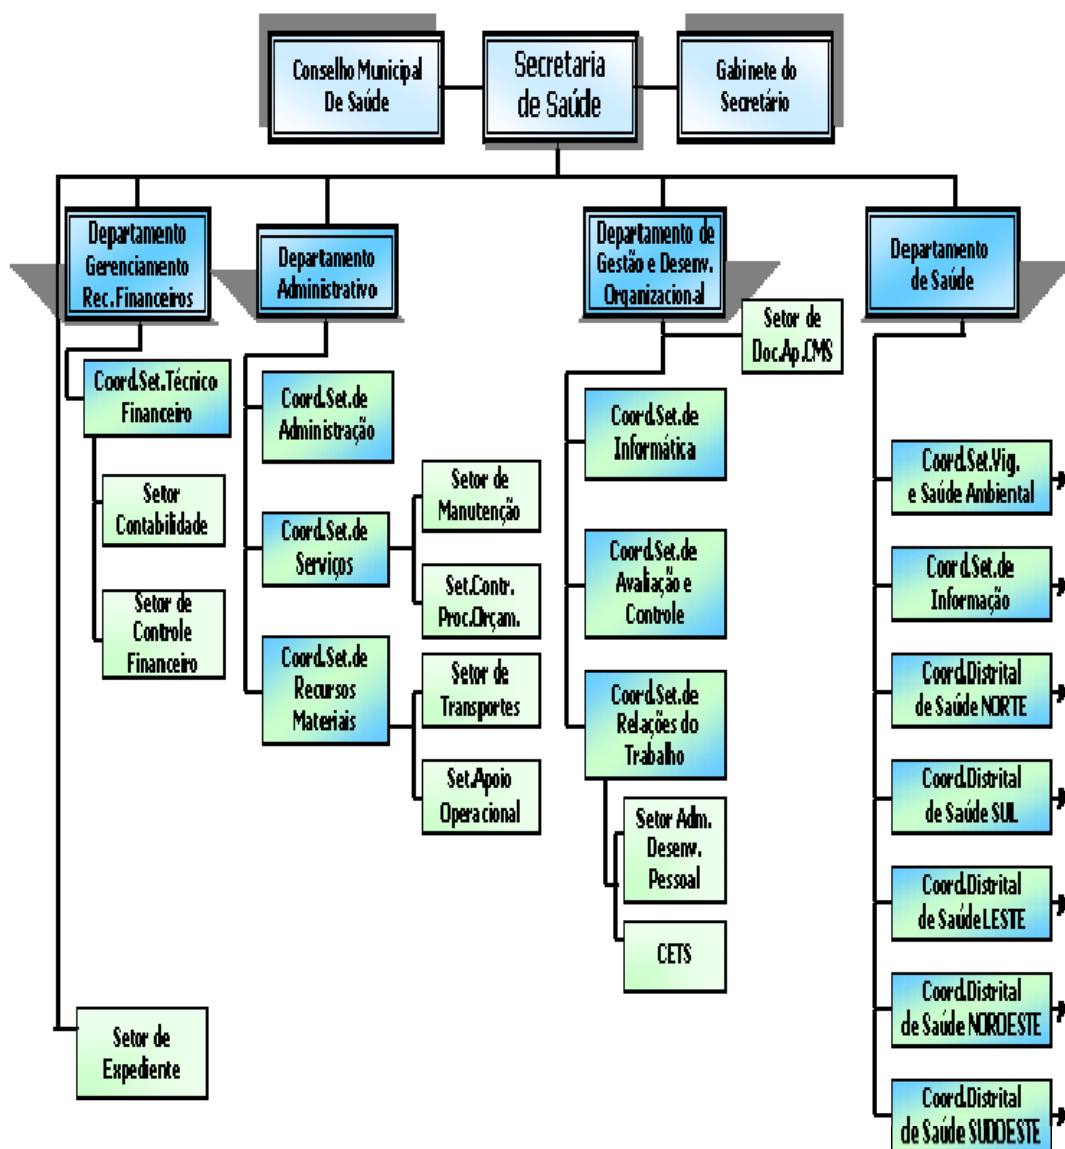 Conselho Municipal
De Saúde
Secretaria
de Saúde
Gabinete do
Secretário
Departamento
Gerenciamento
Rec.Financeiros
Departamento
Administrativo
Departamento de
Gestão e Desenv.
Organizacional
Departamento
de Saúde
Setor de
Doc.Ap.CMS
Coord.Set.Técnico
Financeiro
Setor
Contabilidade
Setor de
Controle
Financeiro
Coord.Set.de
Administração
Coord.Set.de
Serviços
Setor de
Manutenção
Set.Contr.
Proc.Orçam.
Coord.Set.de
Recursos
Materiais
Setor de
Transportes
Set.Apoio
Operacional
Coord.Set.de
Informática
Coord.Set.de
Avaliação e
Controle
Coord.Set.de
Relações do
Trabalho
Setor Adm.
Desenv.
Pessoal
CETS
Coord.Set.Vig.
e Saúde Ambiental
Coord.Set.de
Informação
Coord.Distrital
de Saúde NORTE
Coord.Distrital
de Saúde SUL
Coord.Distrital
de Saúde LESTE
Coord.Distrital
de Saúde NOROESTE
Coord.Distrital
de Saúde SUDOESTE
Setor de
Expediente